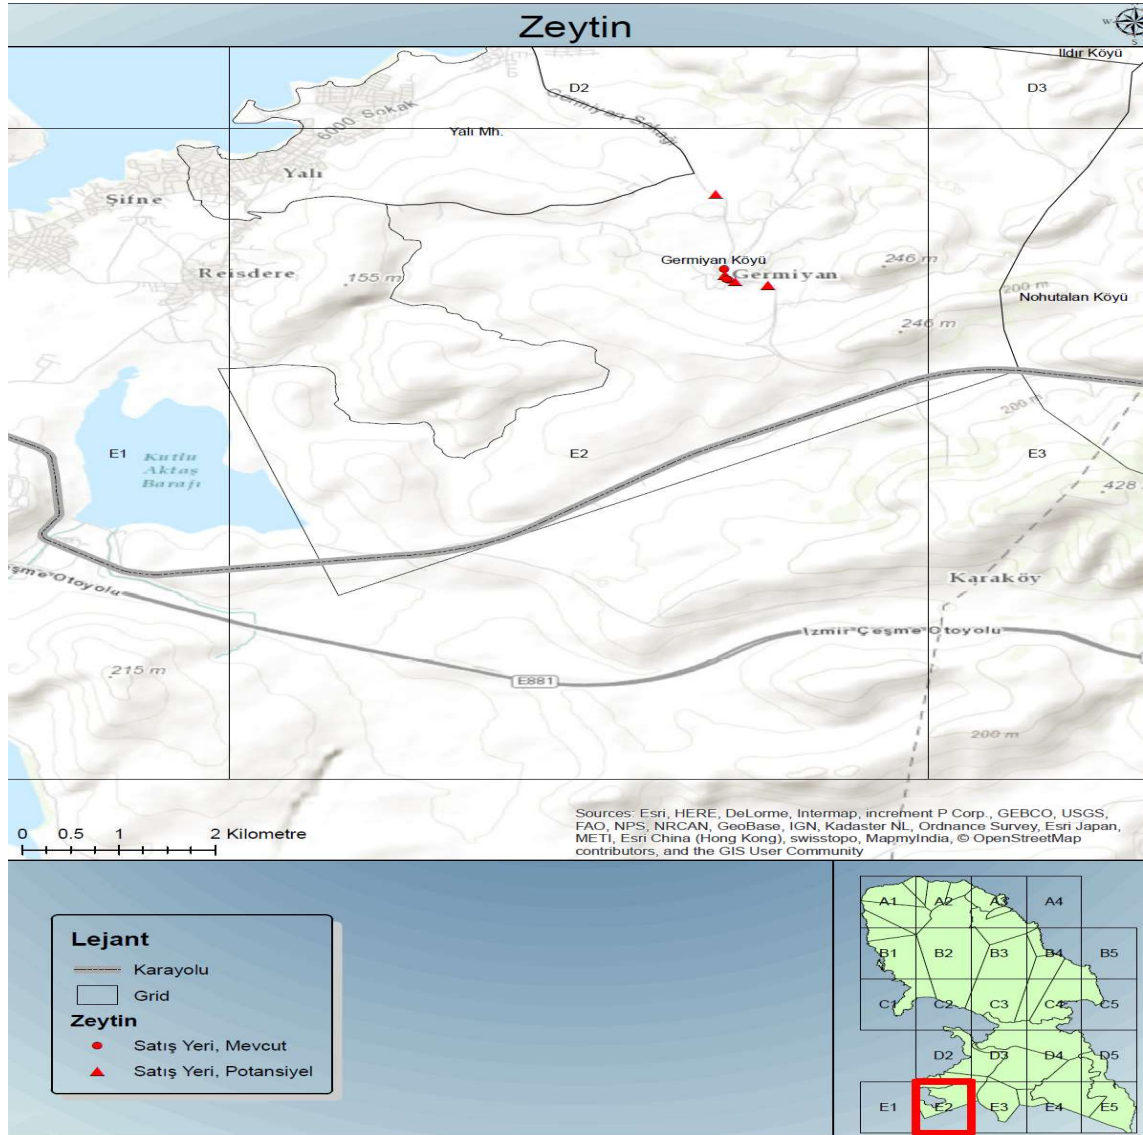 Zeytin
W
S
Ildır Köyü
D2
D3
Germiyan Sokağı
6000 Sokak
Yalı Mh.
Yalı
Şifne
Germiyan Köyü
Germiyan
246 m
Reisdere
155 m
200 m
Nohutalan Köyü
246 m
200 m
E1
Kutlu
Aktaş
Barajı
E2
E3
428
Karaköy
eşme Otoyolu
İzmir Çeşme Otoyolu
215 m
E881
200 m
0 0.5 1 2 Kilometre
Sources: Esri, HERE, DeLorme, Intermap, increment P Corp., GEBCO, USGS,
FAO, NPS, NRCAN, GeoBase, IGN, Kadaster NL, Ordnance Survey, Esri Japan,
METI, Esri China (Hong Kong), swisstopo, MapmyIndia, © OpenStreetMap
contributors, and the GIS User Community
Lejant
Karayolu
Grid
Zeytin
Satış Yeri, Mevcut
Satış Yeri, Potansiyel
A1 A2 A3 A4
B1 B2 B3 B4 B5
C1 C2 C3 C4 C5
D2 D3 D4 D5
E1 E2 E3 E4 E5